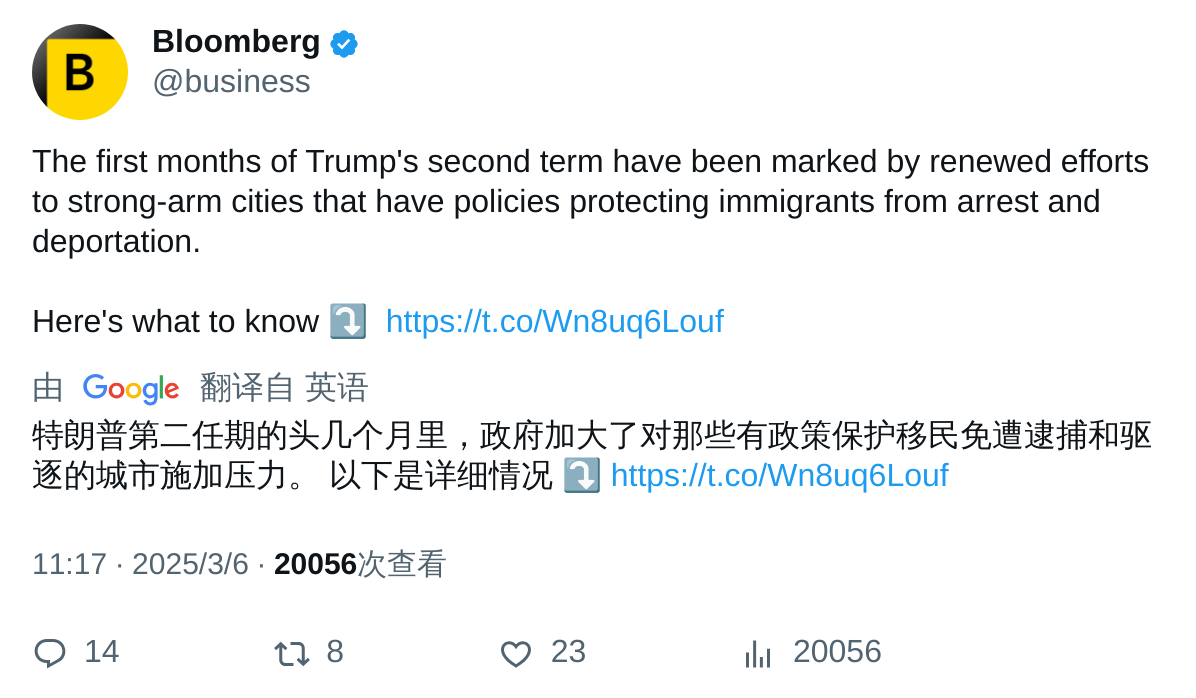 B
Bloomberg
@business
The first months of Trump's second term have been marked by renewed efforts
to strong-arm cities that have policies protecting immigrants from arrest and
deportation.
Here's what to know ⤵️ https://t.co/Wn8uq6Louf
由 Google 翻译自 英语
特朗普第二任期的头几个月里，政府加大了对那些有政策保护移民免遭逮捕和驱
逐的城市施加压力。 以下是详细情况 ⤵️ https://t.co/Wn8uq6Louf
11:17 · 2025/3/6 · 20056次查看
14 8 23 20056